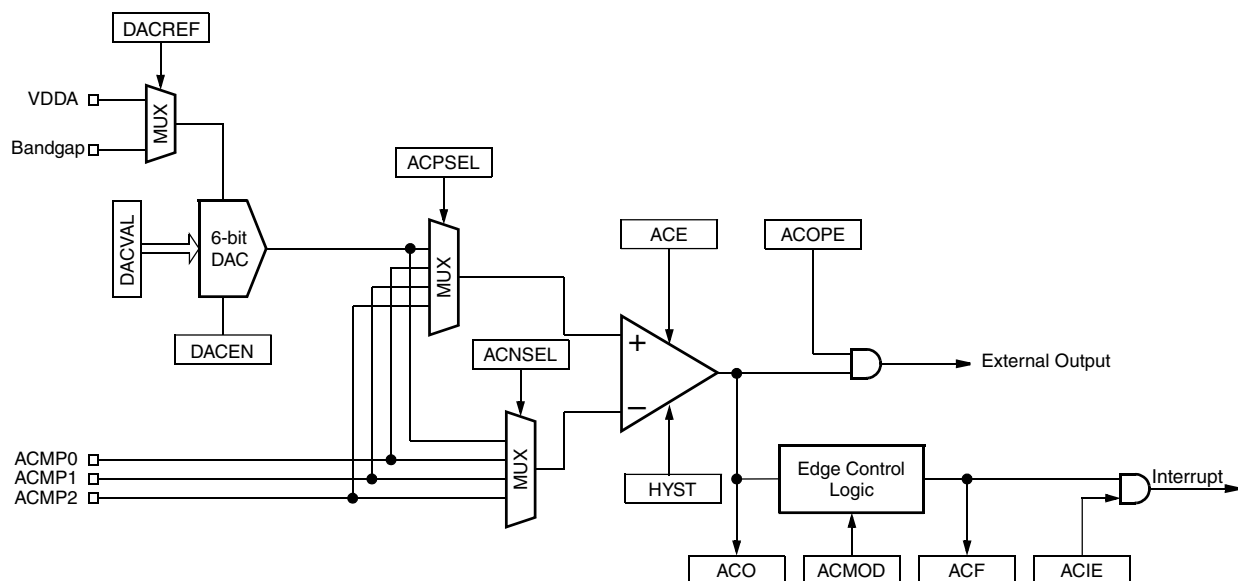 DACREF
VDDA
MUX
Bandgap
ACPSEL
DACVAL
6-bit
DAC
MUX
ACE
ACOPE
DACEN
ACNSEL
+
−
External Output
MUX
ACMP0
ACMP1
ACMP2
HYST
Edge Control
Logic
Interrupt
ACO
ACMOD
ACF
ACIE